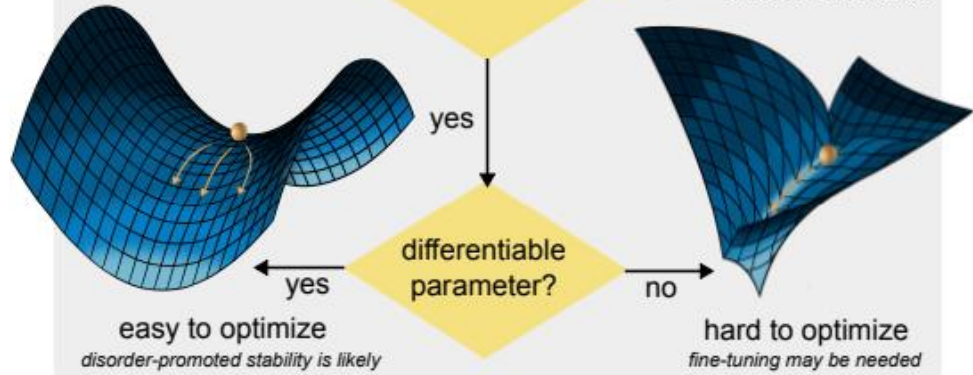 yes
differentiable
parameter?
yes
no
easy to optimize
disorder-promoted stability is likely
hard to optimize
fine-tuning may be needed